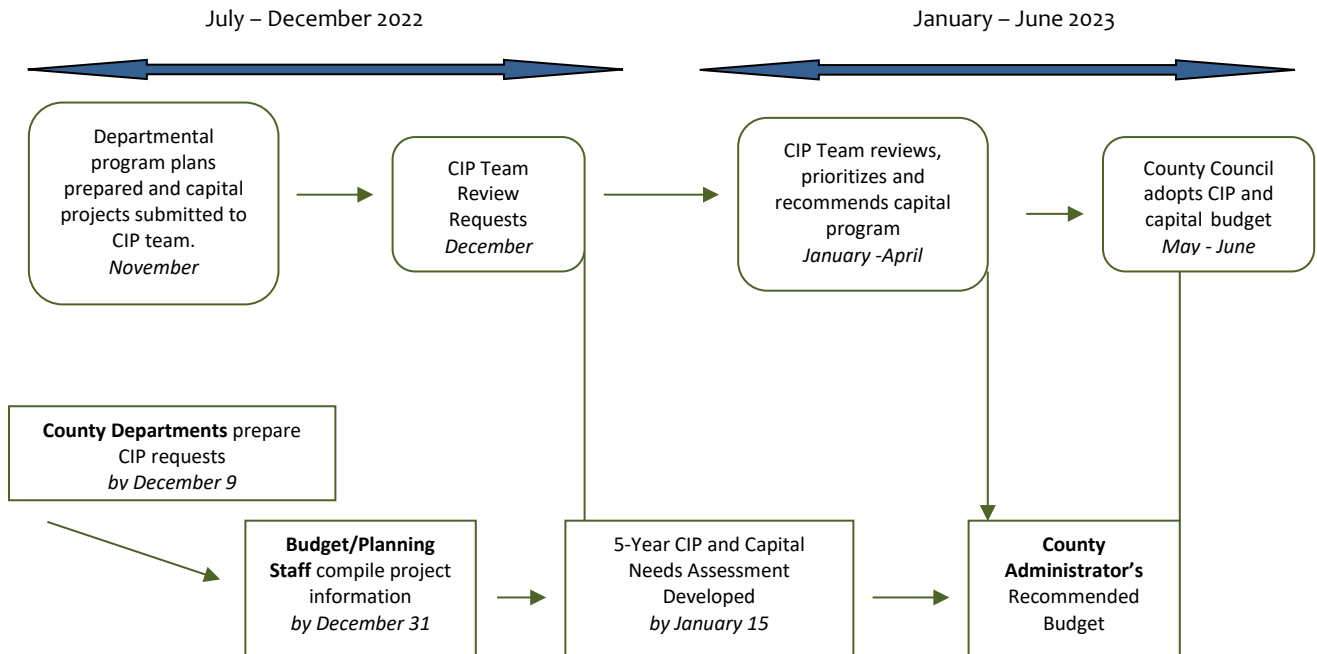 July – December 2022
January – June 2023
Departmental
program plans
prepared and capital
projects submitted to
CIP team.
November
CIP Team
Review
Requests
December
CIP Team reviews,
prioritizes and
recommends capital
program
January -April
County Council
adopts CIP and
capital budget
May - June
County Departments prepare
CIP requests
by December 9
Budget/Planning
Staff compile project
information
by December 31
5-Year CIP and Capital
Needs Assessment
Developed
by January 15
County
Administrator’s
Recommended
Budget